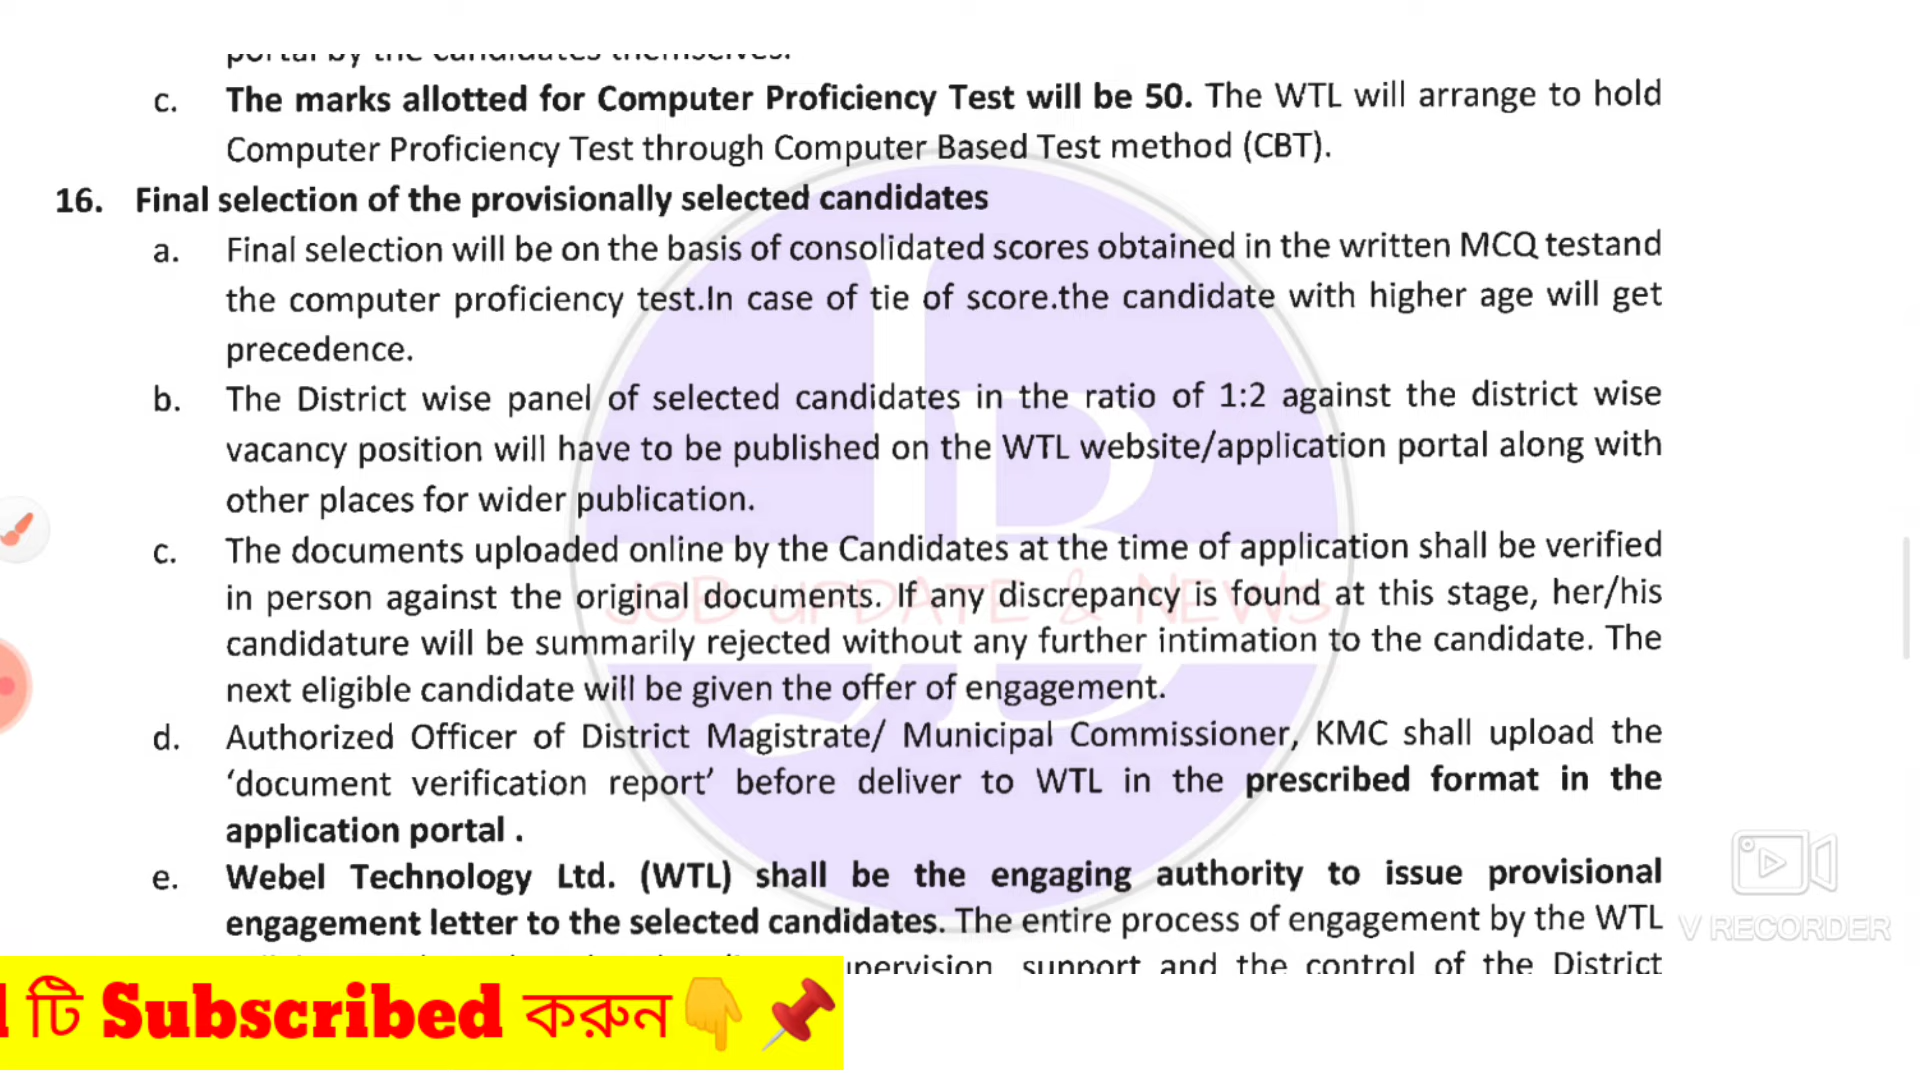 portal by the candidates themselves.
c. The marks allotted for Computer Proficiency Test will be 50. The WTL will arrange to hold
Computer Proficiency Test through Computer Based Test method (CBT).
16. Final selection of the provisionally selected candidates
a. Final selection will be on the basis of consolidated scores obtained in the written MCQ testand
the computer proficiency test.In case of tie of score.the candidate with higher age will get
precedence.
b. The District wise panel of selected candidates in the ratio of 1:2 against the district wise
vacancy position will have to be published on the WTL website/application portal along with
other places for wider publication.
c. The documents uploaded online by the Candidates at the time of application shall be verified
in person against the original documents. If any discrepancy is found at this stage, her/his
JOB UPDATE & NEWS
candidature will be summarily rejected without any further intimation to the candidate. The
next eligible candidate will be given the offer of engagement.
d. Authorized Officer of District Magistrate/ Municipal Commissioner, KMC shall upload the
‘document verification report’ before deliver to WTL in the prescribed format in the
application portal .
e. Webel Technology Ltd. (WTL) shall be the engaging authority to issue provisional
engagement letter to the selected candidates. The entire process of engagement by the WTL
supervision, support and the control of the District
V RECORDER
টি Subscribed করুন